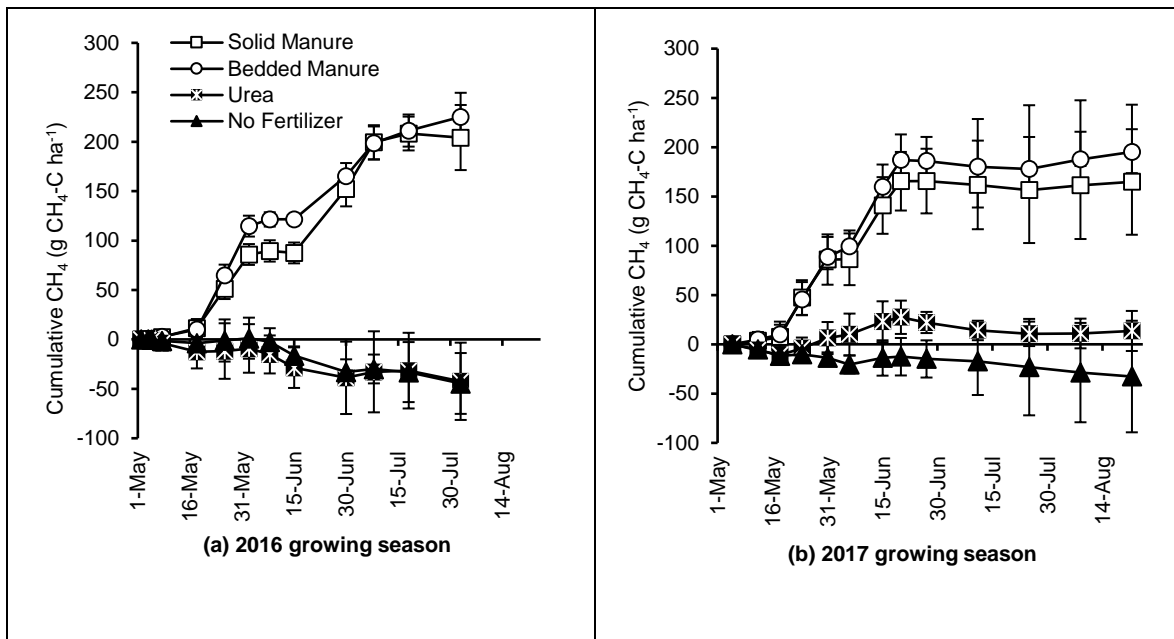 300
250
200
150
100
50
0
-50
-100
Cumulative CH₄ (g CH₄-C ha⁻¹)
Solid Manure
Bedded Manure
Urea
No Fertilizer
1-May
16-May
31-May
15-Jun
30-Jun
15-Jul
30-Jul
14-Aug
(a) 2016 growing season
300
250
200
150
100
50
0
-50
-100
Cumulative CH₄ (g CH₄-C ha⁻¹)
1-May
16-May
31-May
15-Jun
30-Jun
15-Jul
30-Jul
14-Aug
(b) 2017 growing season